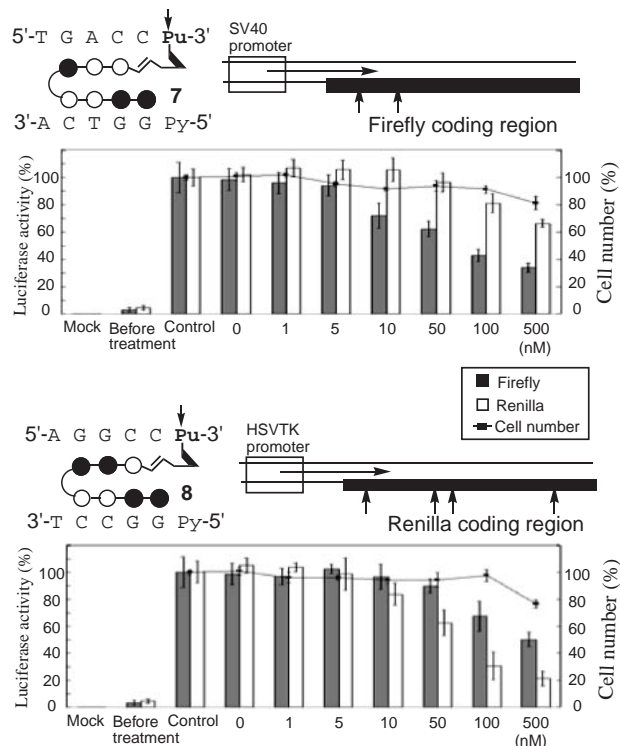 5'-T G A C C Pu-3'
SV40
promoter
7
3'-A C T G G Py-5'
Firefly coding region
Luciferase activity (%)
120
100
80
60
40
20
0
100
80
60
40
20
0
Cell number (%)
Mock Before treatment Control 0 1 5 10 50 100 500
(nM)
Firefly
Renilla
Cell number
5'-A G G C C Pu-3'
HSVTK
promoter
8
3'-T C C G G Py-5'
Renilla coding region
Luciferase activity (%)
120
100
80
60
40
20
0
100
80
60
40
20
0
Cell number (%)
Mock Before treatment Control 0 1 5 10 50 100 500
(nM)